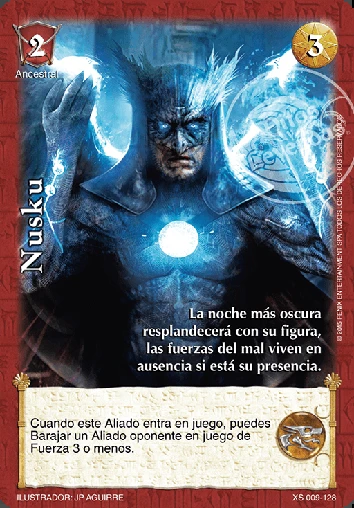 2
3
Ancestral
Nusku
La noche más oscura
resplandecerá con su figura,
las fuerzas del mal viven en
ausencia si está su presencia.
Cuando este Aliado entra en juego, puedes
Barajar un Aliado oponente en juego de
Fuerza 3 o menos.
ILUSTRADOR: JP AGUIRRE
XS 009-128